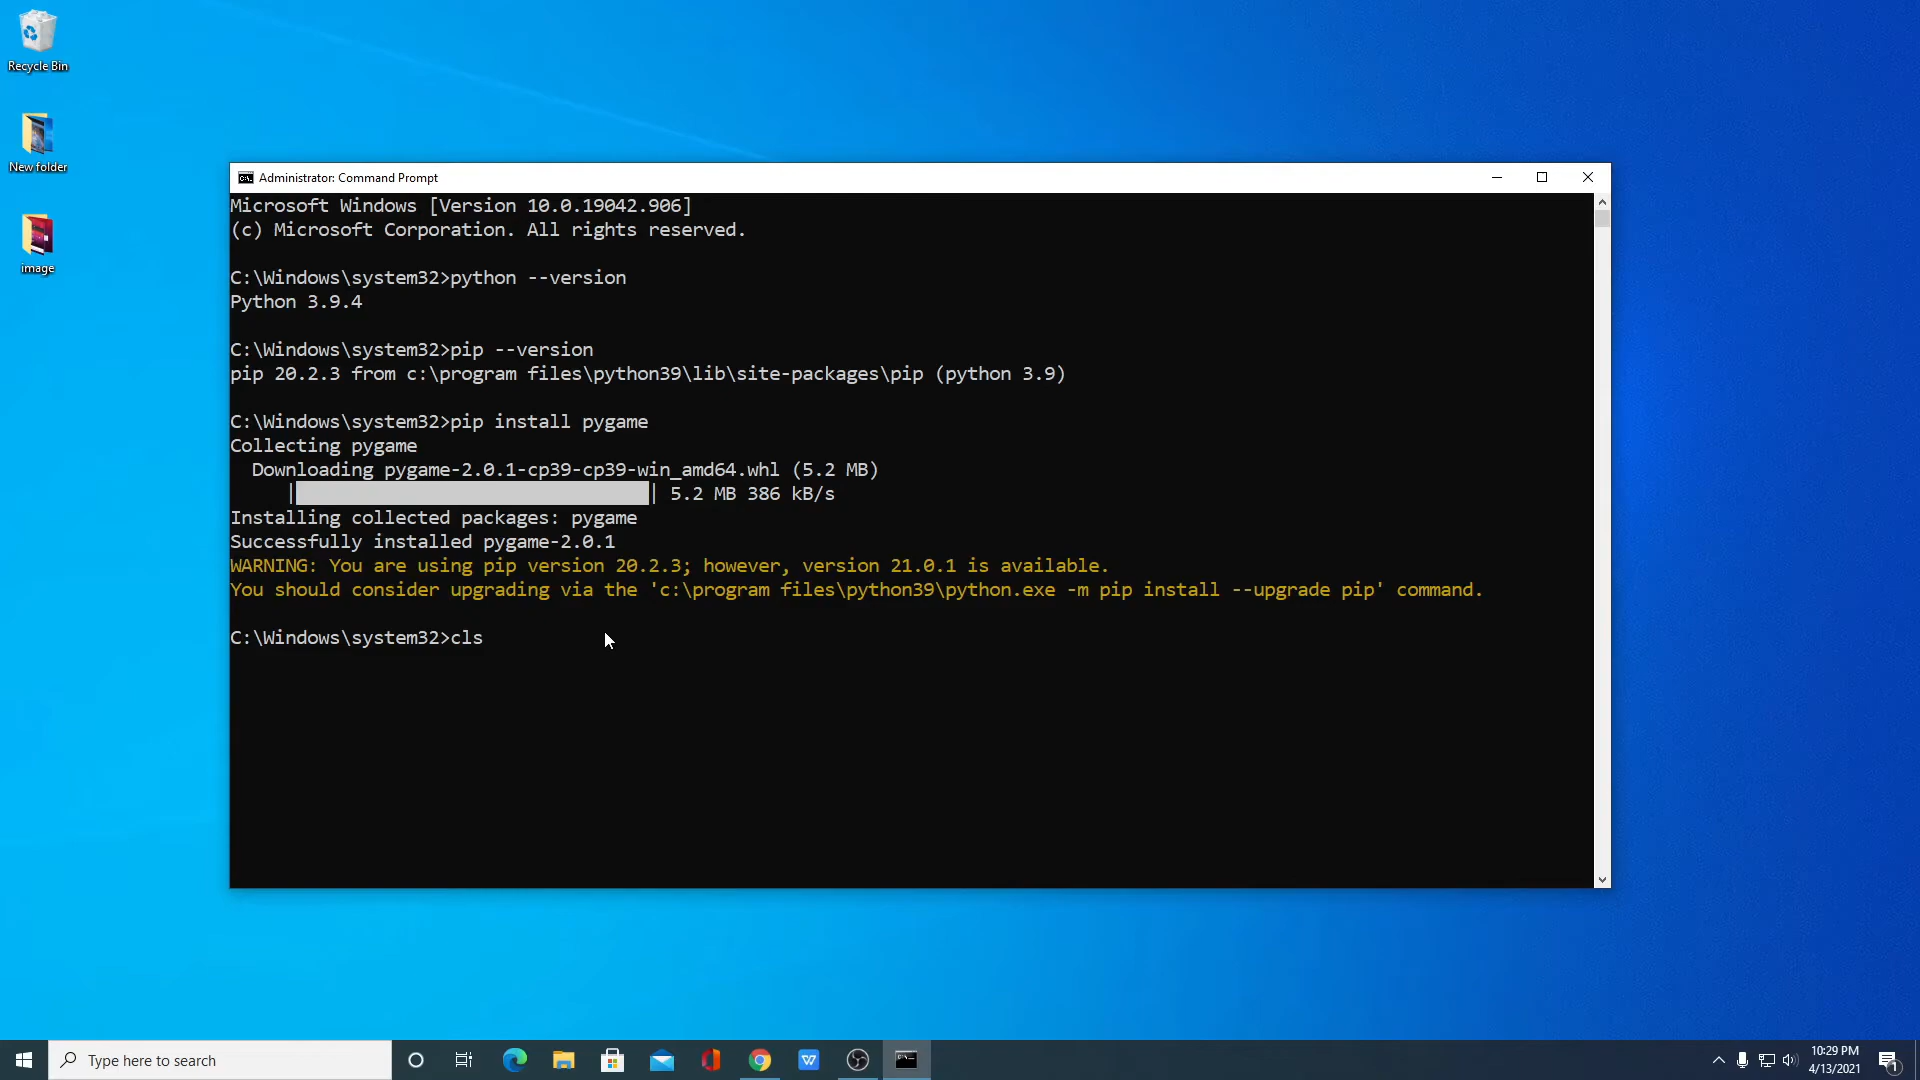 Recycle Bin
New folder
image
Administrator: Command Prompt
Microsoft Windows [Version 10.0.19042.906]
(c) Microsoft Corporation. All rights reserved.
C:\Windows\system32>python --version
Python 3.9.4
C:\Windows\system32>pip --version
pip 20.2.3 from c:\program files\python39\lib\site-packages\pip (python 3.9)
C:\Windows\system32>pip install pygame
Collecting pygame
Downloading pygame-2.0.1-cp39-cp39-win_amd64.whl (5.2 MB)
| | 5.2 MB 386 kB/s
Installing collected packages: pygame
Successfully installed pygame-2.0.1
WARNING: You are using pip version 20.2.3; however, version 21.0.1 is available.
You should consider upgrading via the 'c:\program files\python39\python.exe -m pip install --upgrade pip' command.
C:\Windows\system32>cls
Type here to search
10:29 PM
4/13/2021
1